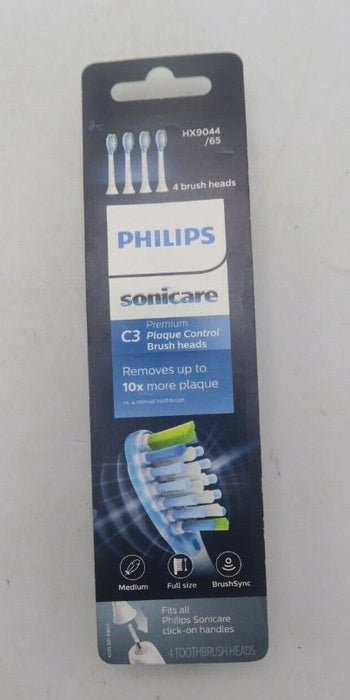 HX9044
/65
4 brush heads
PHILIPS
sonicare
C3 Premium
Plaque Control
Brush heads
Removes up to
10x more plaque
vs. a manual toothbrush
Medium
Full size
BrushSync
Fits all
Philips Sonicare
click-on handles
4 TOOTHBRUSH HEADS